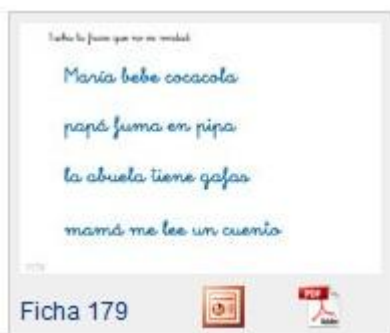 Tacha la frase que no es verdad:
María bebe cocacola
papá fuma en pipa
la abuela tiene gafas
mamá me lee un cuento
Ficha 179
PDF
Adobe